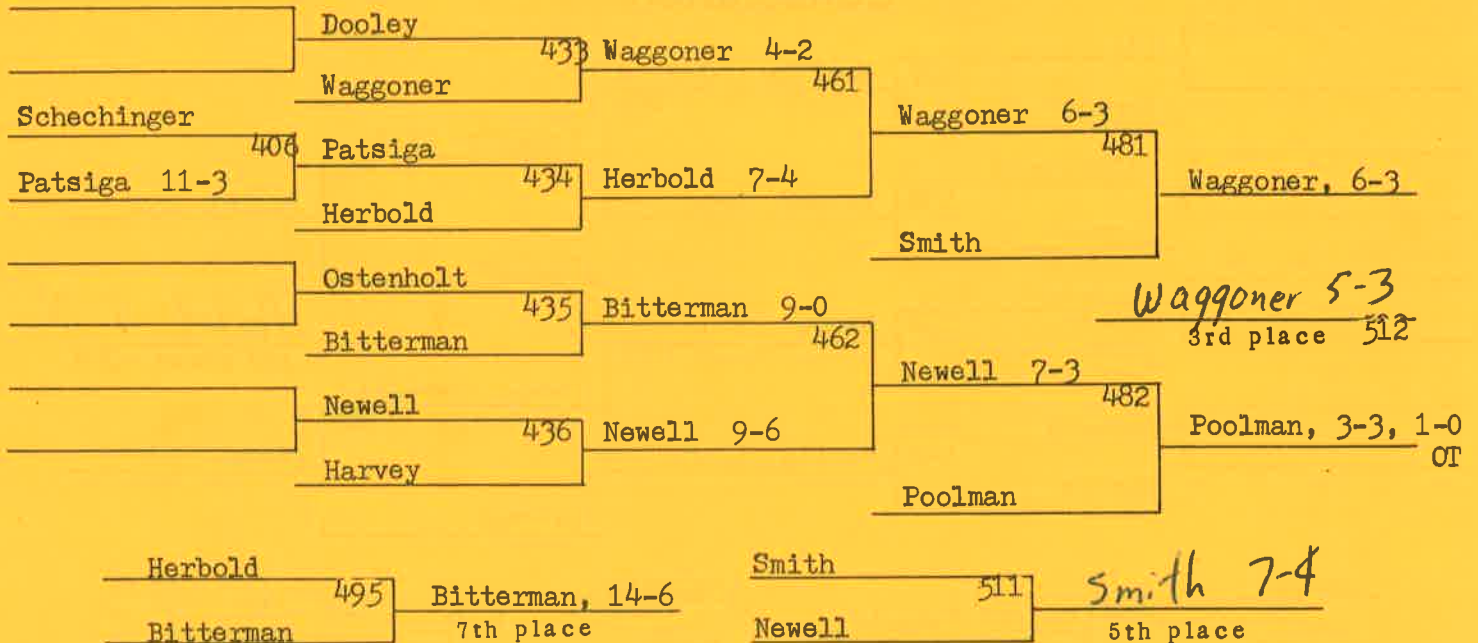 Dooley
433 Waggoner 4-2
Waggoner
461
Schechinger
Waggoner 6-3
406 Patsiga
481
Patsiga 11-3
434 Herbold 7-4
Waggoner, 6-3
Herbold
Smith
Ostenholt
435 Bitterman 9-0
Waggoner 5-3
Bitterman
462
3rd place 512
Newell 7-3
482
Newell
436 Newell 9-6
Poolman, 3-3, 1-0
OT
Harvey
Poolman
Herbold
495 Bitterman, 14-6
Bitterman
7th place
Smith
511 Smith 7-4
Newell
5th place